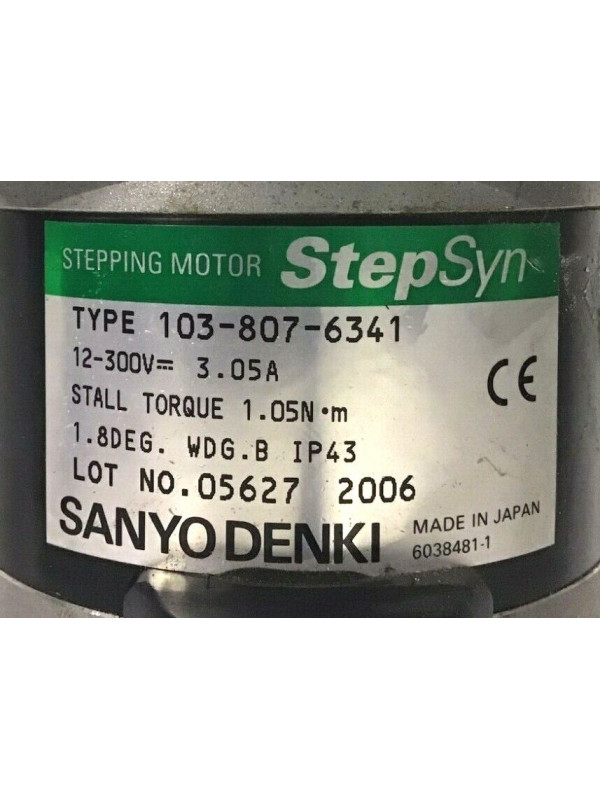 STEPPING MOTOR StepSyn
TYPE 103-807-6341
12-300V⎓ 3.05A
CE
STALL TORQUE 1.05N·m
1.8DEG. WDG.B IP43
LOT NO.05627 2006
SANYO DENKI
MADE IN JAPAN
6038481-1